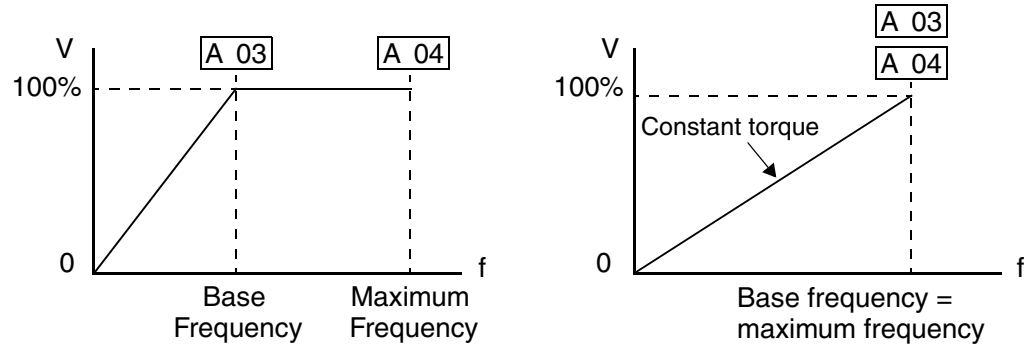 V
A 03
A 04
100%
0
f
Base
Frequency
Maximum
Frequency
A 03
A 04
V
100%
Constant torque
0
f
Base frequency =
maximum frequency